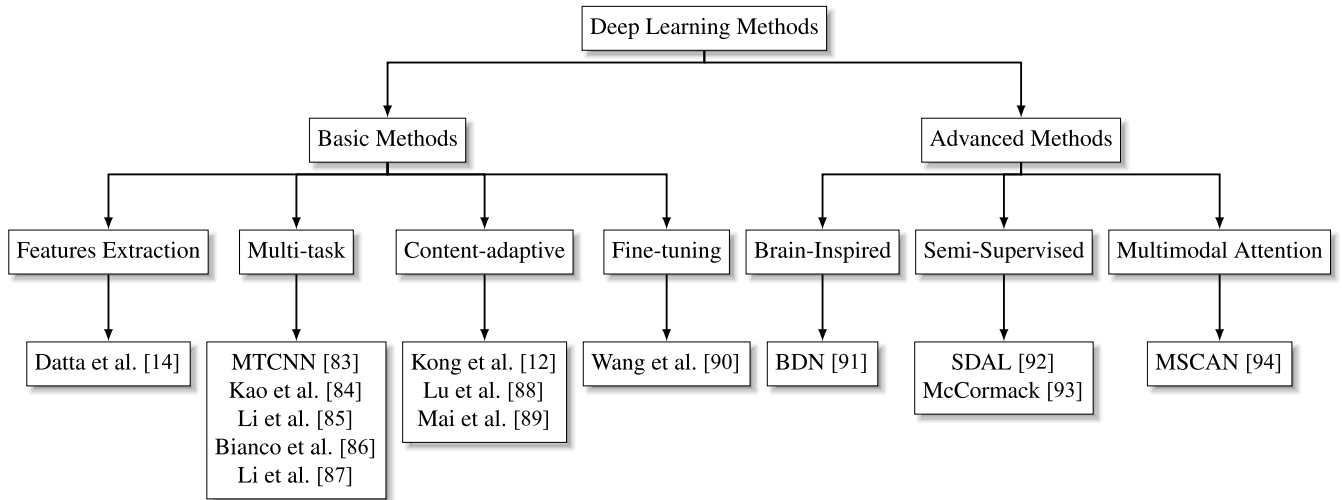 Deep Learning Methods
Basic Methods
Advanced Methods
Features Extraction
Multi-task
Content-adaptive
Fine-tuning
Brain-Inspired
Semi-Supervised
Multimodal Attention
Datta et al. [14]
MTCNN [83]
Kao et al. [84]
Li et al. [85]
Bianco et al. [86]
Li et al. [87]
Kong et al. [12]
Lu et al. [88]
Mai et al. [89]
Wang et al. [90]
BDN [91]
SDAL [92]
McCormack [93]
MSCAN [94]